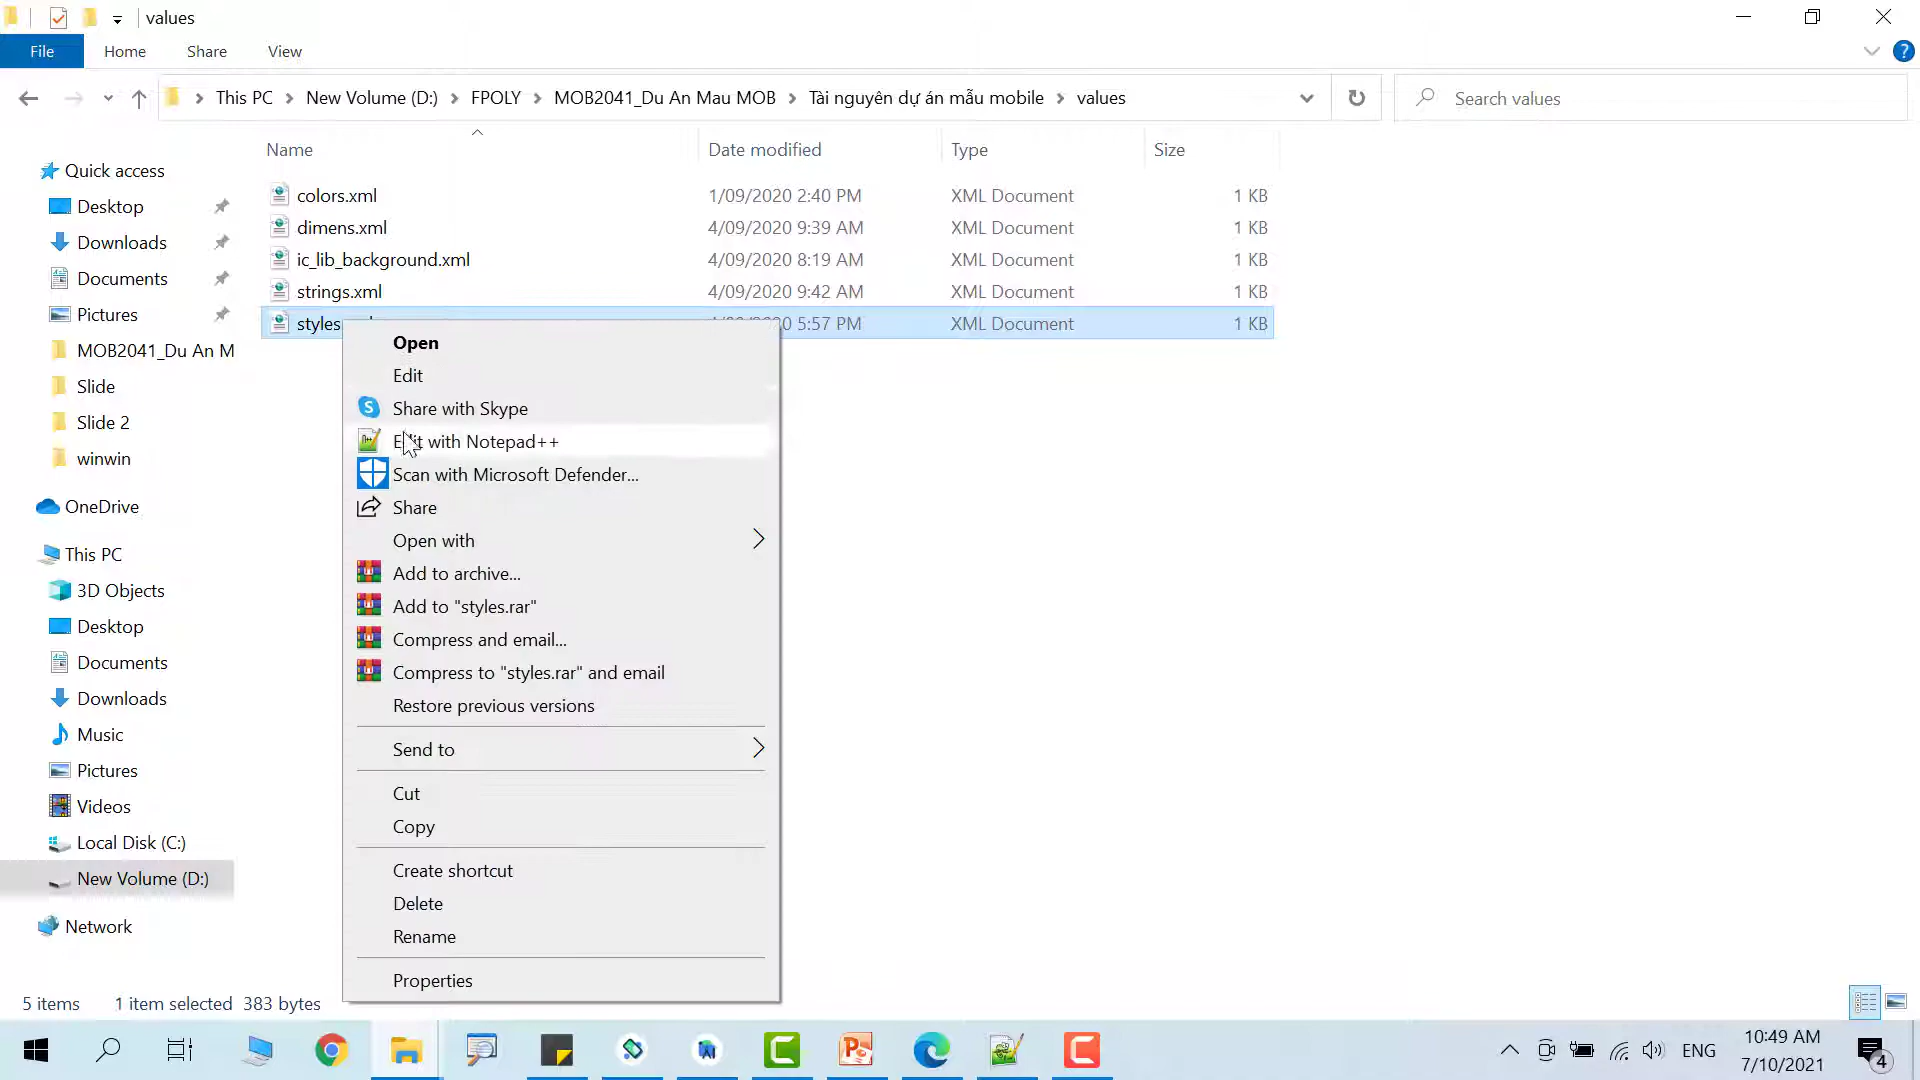 values
File Home Share View
This PC New Volume (D:) FPOLY MOB2041_Du An Mau MOB Tài nguyên dự án mẫu mobile values
Search values
Name Date modified Type Size
Quick access
Desktop
Downloads
Documents
Pictures
MOB2041_Du An M
Slide
Slide 2
winwin
OneDrive
This PC
3D Objects
Desktop
Documents
Downloads
Music
Pictures
Videos
Local Disk (C:)
New Volume (D:)
Network
colors.xml 1/09/2020 2:40 PM XML Document 1 KB
dimens.xml 4/09/2020 9:39 AM XML Document 1 KB
ic_lib_background.xml 4/09/2020 8:19 AM XML Document 1 KB
strings.xml 4/09/2020 9:42 AM XML Document 1 KB
styles 5:57 PM XML Document 1 KB
Open
Edit
Share with Skype
Edit with Notepad++
Scan with Microsoft Defender...
Share
Open with
Add to archive...
Add to "styles.rar"
Compress and email...
Compress to "styles.rar" and email
Restore previous versions
Send to
Cut
Copy
Create shortcut
Delete
Rename
Properties
5 items 1 item selected 383 bytes
ENG
10:49 AM
7/10/2021
4